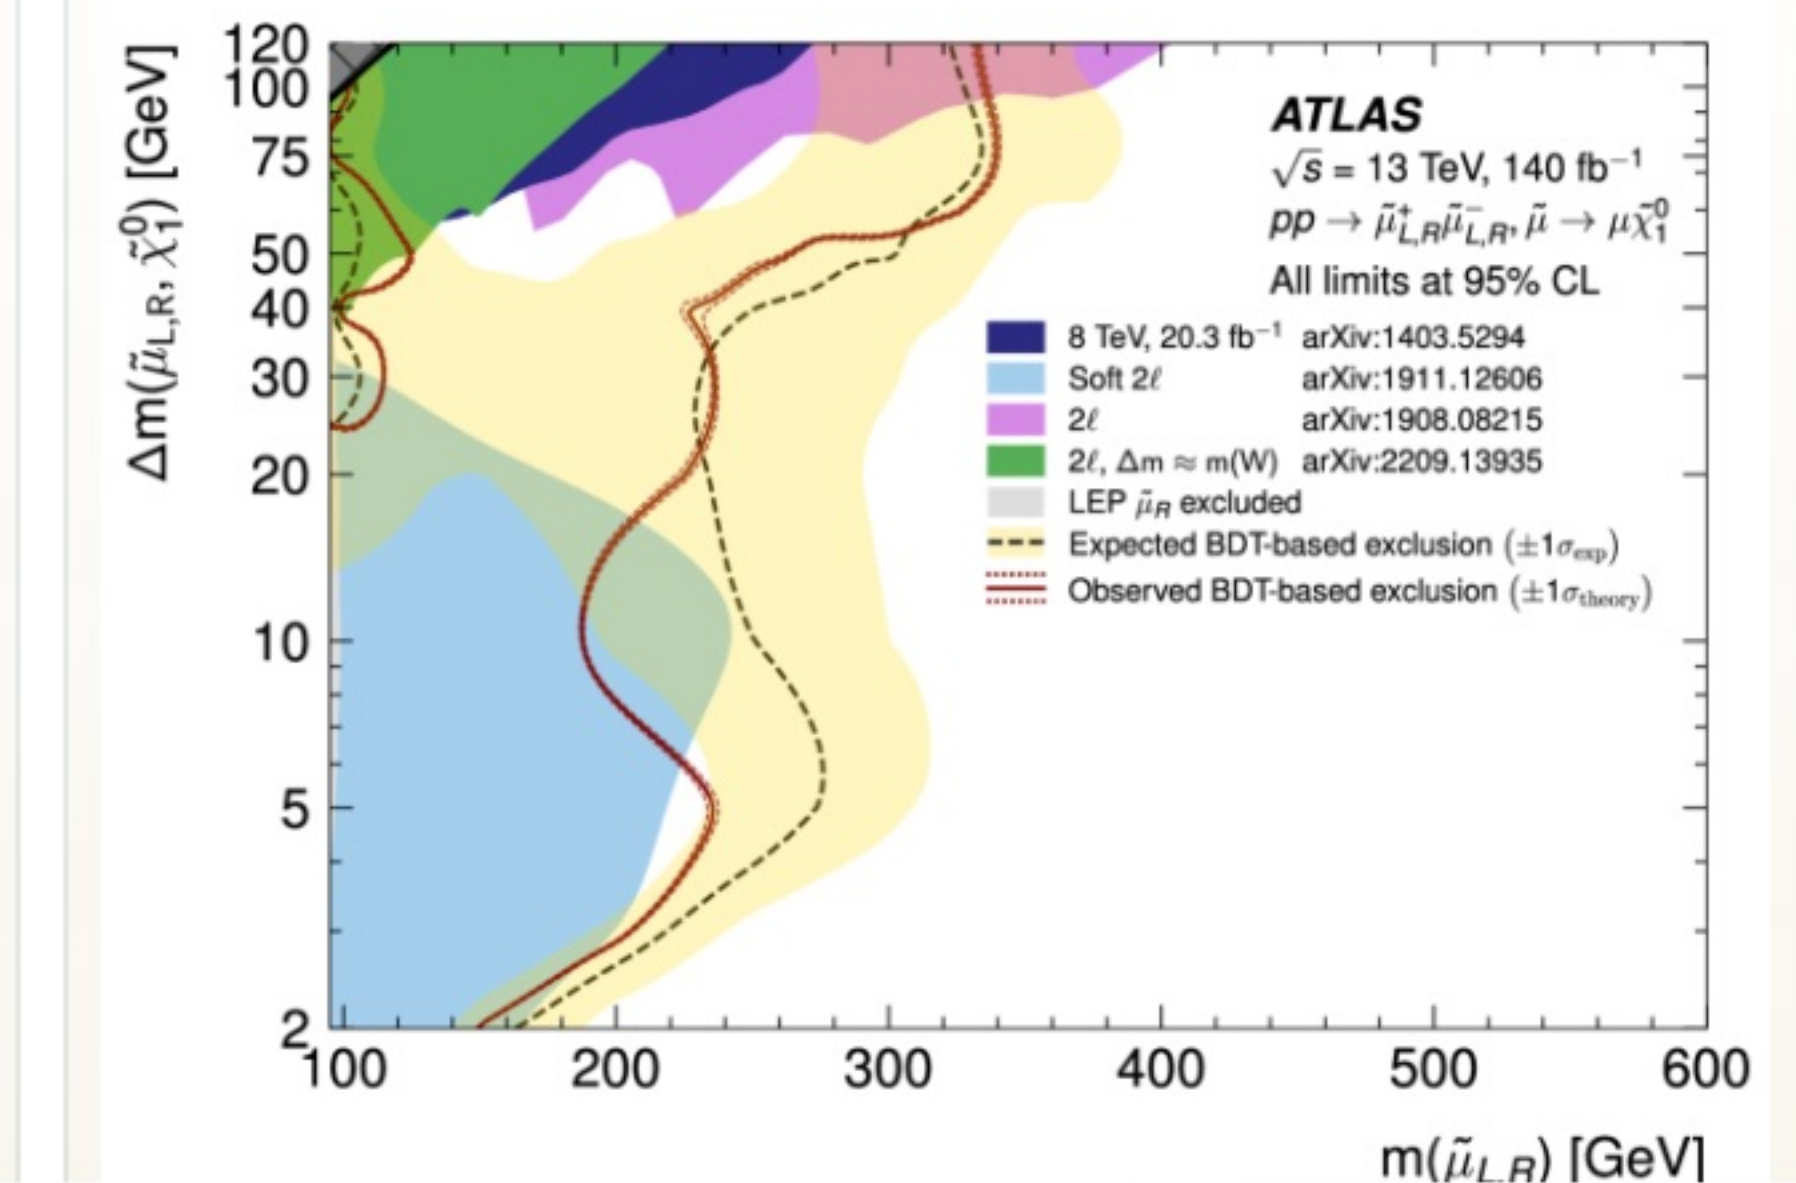 Δm(μ̃L,R, χ̃⁰₁) [GeV]
120
100
75
50
40
30
20
10
5
2
ATLAS
√s = 13 TeV, 140 fb⁻¹
pp → μ̃⁺L,R μ̃⁻L,R, μ̃ → μχ̃⁰₁
All limits at 95% CL
8 TeV, 20.3 fb⁻¹ arXiv:1403.5294
Soft 2ℓ arXiv:1911.12606
2ℓ arXiv:1908.08215
2ℓ, Δm ≈ m(W) arXiv:2209.13935
LEP μ̃R excluded
Expected BDT-based exclusion (±1σexp)
Observed BDT-based exclusion (±1σtheory)
100 200 300 400 500 600
m(μ̃L,R) [GeV]